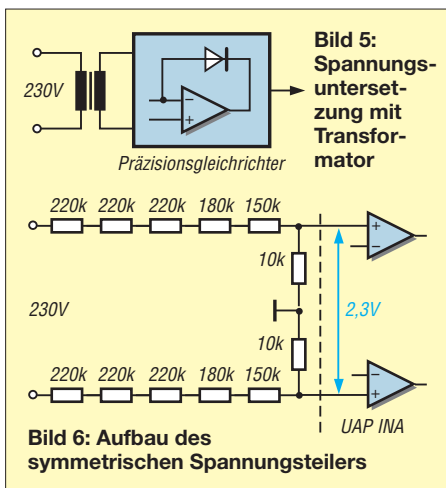 Bild 5:
Spannungs-
untersetz-
zung mit
Transfor-
mator
230V
−
+
Präzisionsgleichrichter
220k 220k 220k 180k 150k
+
−
10k
230V
2,3V
10k
220k 220k 220k 180k 150k
−
+
UAP INA
Bild 6: Aufbau des
symmetrischen Spannungsteilers